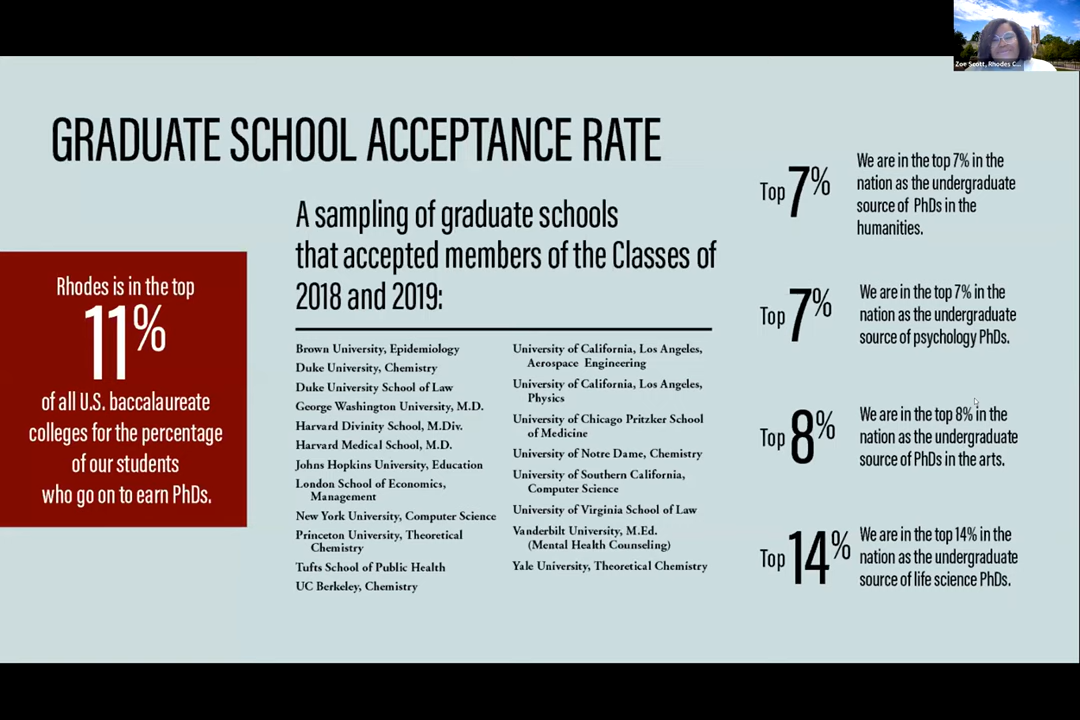 Zoe Scott, Rhodes C...
GRADUATE SCHOOL ACCEPTANCE RATE
Rhodes is in the top
11%
of all U.S. baccalaureate
colleges for the percentage
of our students
who go on to earn PhDs.
A sampling of graduate schools
that accepted members of the Classes of
2018 and 2019:
Brown University, Epidemiology
Duke University, Chemistry
Duke University School of Law
George Washington University, M.D.
Harvard Divinity School, M.Div.
Harvard Medical School, M.D.
Johns Hopkins University, Education
London School of Economics,
Management
New York University, Computer Science
Princeton University, Theoretical
Chemistry
Tufts School of Public Health
UC Berkeley, Chemistry
University of California, Los Angeles,
Aerospace Engineering
University of California, Los Angeles,
Physics
University of Chicago Pritzker School
of Medicine
University of Notre Dame, Chemistry
University of Southern California,
Computer Science
University of Virginia School of Law
Vanderbilt University, M.Ed.
(Mental Health Counseling)
Yale University, Theoretical Chemistry
Top 7%
We are in the top 7% in the
nation as the undergraduate
source of PhDs in the
humanities.
Top 7%
We are in the top 7% in the
nation as the undergraduate
source of psychology PhDs.
Top 8%
We are in the top 8% in the
nation as the undergraduate
source of PhDs in the arts.
Top 14%
We are in the top 14% in the
nation as the undergraduate
source of life science PhDs.